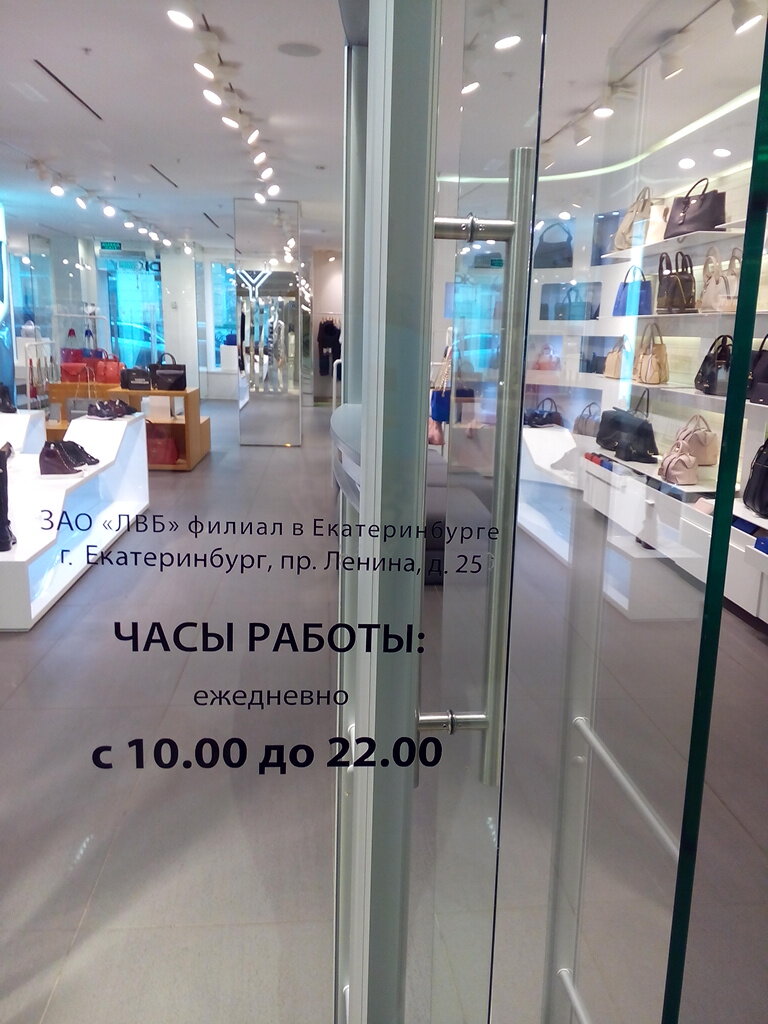 ЗАО «ЛВБ» филиал в Екатеринбурге
г. Екатеринбург, пр. Ленина, д. 25
ЧАСЫ РАБОТЫ:
ежедневно
с 10.00 до 22.00